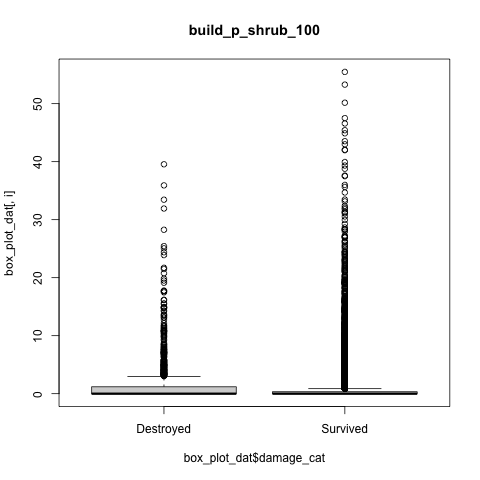 build_p_shrub_100
box_plot_dat[, i]
50
40
30
20
10
0
Destroyed Survived
box_plot_dat$damage_cat